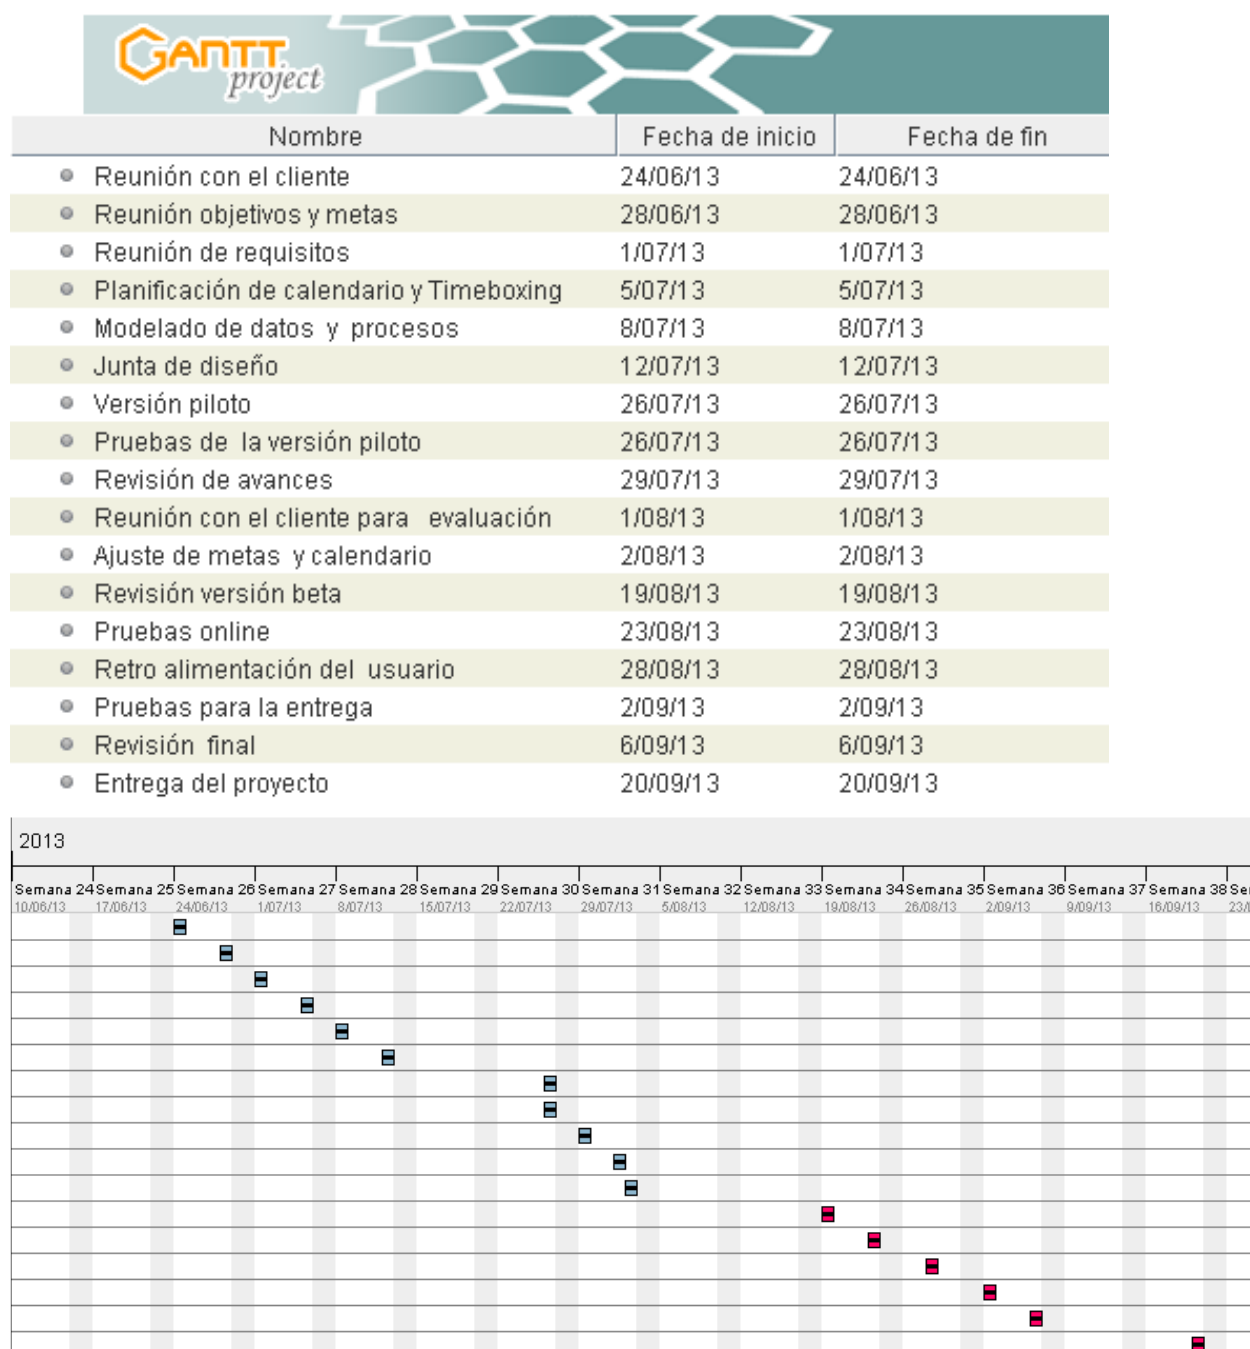 GANTT
project
Nombre Fecha de inicio Fecha de fin
Reunión con el cliente 24/06/13 24/06/13
Reunión objetivos y metas 28/06/13 28/06/13
Reunión de requisitos 1/07/13 1/07/13
Planificación de calendario y Timeboxing 5/07/13 5/07/13
Modelado de datos y procesos 8/07/13 8/07/13
Junta de diseño 12/07/13 12/07/13
Versión piloto 26/07/13 26/07/13
Pruebas de la versión piloto 26/07/13 26/07/13
Revisión de avances 29/07/13 29/07/13
Reunión con el cliente para evaluación 1/08/13 1/08/13
Ajuste de metas y calendario 2/08/13 2/08/13
Revisión versión beta 19/08/13 19/08/13
Pruebas online 23/08/13 23/08/13
Retro alimentación del usuario 28/08/13 28/08/13
Pruebas para la entrega 2/09/13 2/09/13
Revisión final 6/09/13 6/09/13
Entrega del proyecto 20/09/13 20/09/13
2013
Semana 24 Semana 25 Semana 26 Semana 27 Semana 28 Semana 29 Semana 30 Semana 31 Semana 32 Semana 33 Semana 34 Semana 35 Semana 36 Semana 37 Semana 38
10/06/13 17/06/13 24/06/13 1/07/13 8/07/13 15/07/13 22/07/13 29/07/13 5/08/13 12/08/13 19/08/13 26/08/13 2/09/13 9/09/13 16/09/13